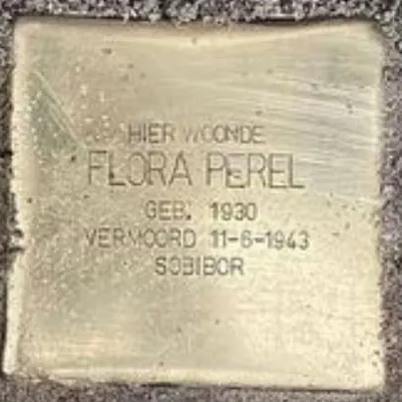 HIER WOONDE
FLORA PEREL
GEB. 1930
VERMOORD 11-6-1943
SOBIBOR